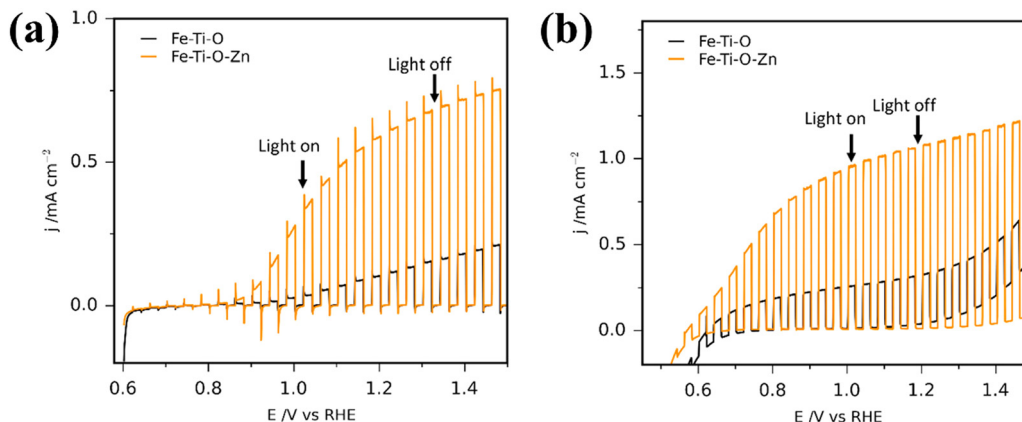 (a)
1.0
0.5
0.0
j /mA cm⁻²
Fe-Ti-O
Fe-Ti-O-Zn
Light on
Light off
0.6 0.8 1.0 1.2 1.4
E /V vs RHE
(b)
1.5
1.0
0.5
0.0
j /mA cm⁻²
Fe-Ti-O
Fe-Ti-O-Zn
Light on
Light off
0.6 0.8 1.0 1.2 1.4
E /V vs RHE